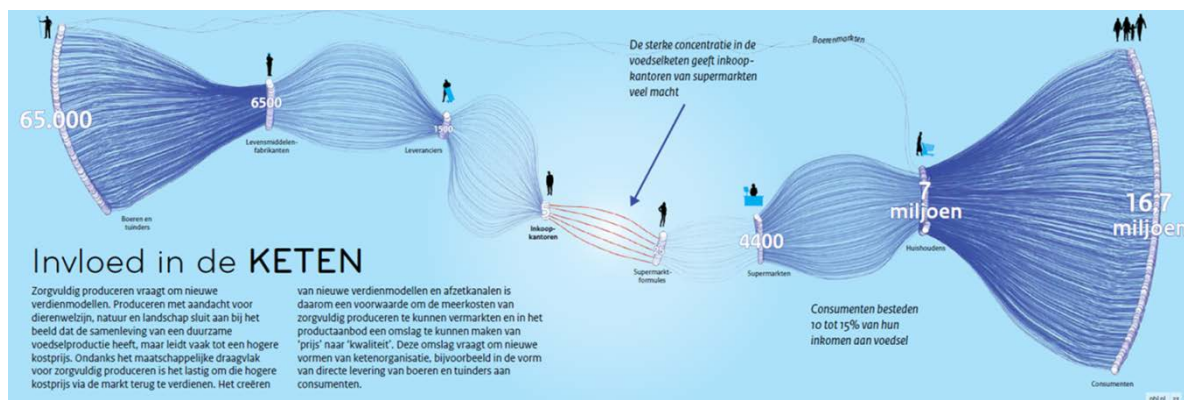 65.000
Boeren en
tuinders
6500
Levensmiddelen-
fabrikanten
1500
Leveranciers
5
Inkoop-
kantoren
De sterke concentratie in de
voedselketen geeft inkoop-
kantoren van supermarkten
veel macht
Supermarkt-
formules
4400
Supermarkten
Boerenmarkten
7
miljoen
Huishoudens
Consumenten besteden
10 tot 15% van hun
inkomen aan voedsel
16,7
miljoen
Consumenten
Invloed in de KETEN
Zorgvuldig produceren vraagt om nieuwe
verdienmodellen. Produceren met aandacht voor
dierenwelzijn, natuur en landschap sluit aan bij het
beeld dat de samenleving van een duurzame
voedselproductie heeft, maar leidt vaak tot een hogere
kostprijs. Ondanks het maatschappelijke draagvlak
voor zorgvuldig produceren is het lastig om die hogere
kostprijs via de markt terug te verdienen. Het creëren
van nieuwe verdienmodellen en afzetkanalen is
daarom een voorwaarde om de meerkosten van
zorgvuldig produceren te kunnen vermarkten en in het
productaanbod een omslag te kunnen maken van
'prijs' naar 'kwaliteit'. Deze omslag vraagt om nieuwe
vormen van ketenorganisatie, bijvoorbeeld in de vorm
van directe levering van boeren en tuinders aan
consumenten.